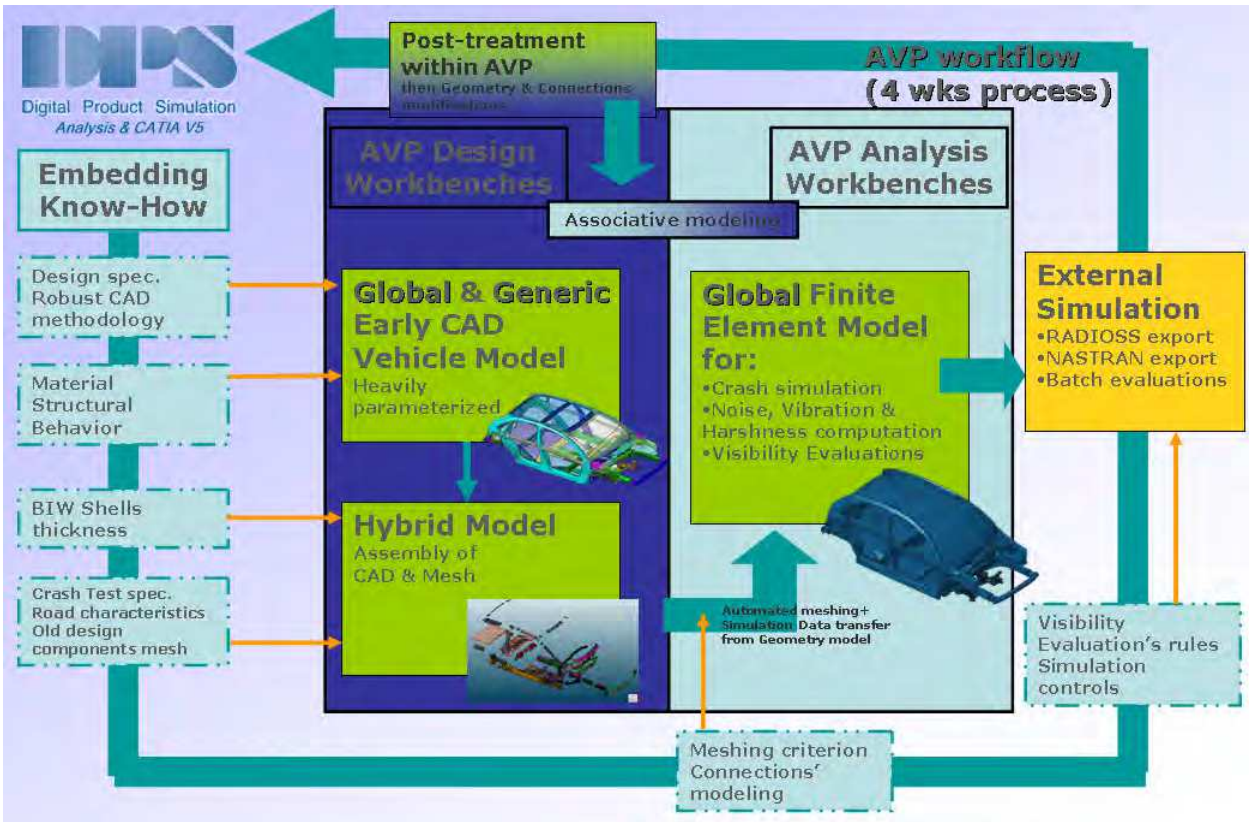 DPS
Digital Product Simulation
Analysis & CATIA V5
Post-treatment
within AVP
then Geometry & Connections
modifications
AVP workflow
(4 wks process)
AVP Design
Workbenches
AVP Analysis
Workbenches
Associative modeling
Embedding
Know-How
Design spec.
Robust CAD
methodology
Material
Structural
Behavior
BIW Shells
thickness
Crash Test spec.
Road characteristics
Old design
components mesh
Global & Generic
Early CAD
Vehicle Model
Heavily
parameterized
Hybrid Model
Assembly of
CAD & Mesh
Global Finite
Element Model
for:
•Crash simulation
•Noise, Vibration &
Harshness computation
•Visibility Evaluations
Automated meshing+
Simulation Data transfer
from Geometry model
External
Simulation
•RADIOSS export
•NASTRAN export
•Batch evaluations
Visibility
Evaluation's rules
Simulation
controls
Meshing criterion
Connections'
modeling